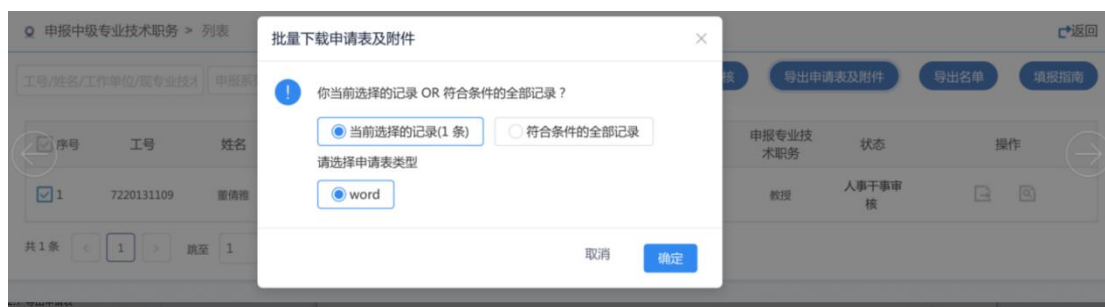 申报中级专业技术职务 > 列表
返回
工号/姓名/工作单位/现专业技术
申报系
核
导出申请表及附件
导出名单
填报指南
批量下载申请表及附件
你当前选择的记录 OR 符合条件的全部记录？
当前选择的记录(1 条)
符合条件的全部记录
请选择申请表类型
word
取消
确定
序号
工号
姓名
申报专业技
术职务
状态
操作
1
7220131109
董倩雅
教授
人事干事审
核
共1条
1
跳至
1